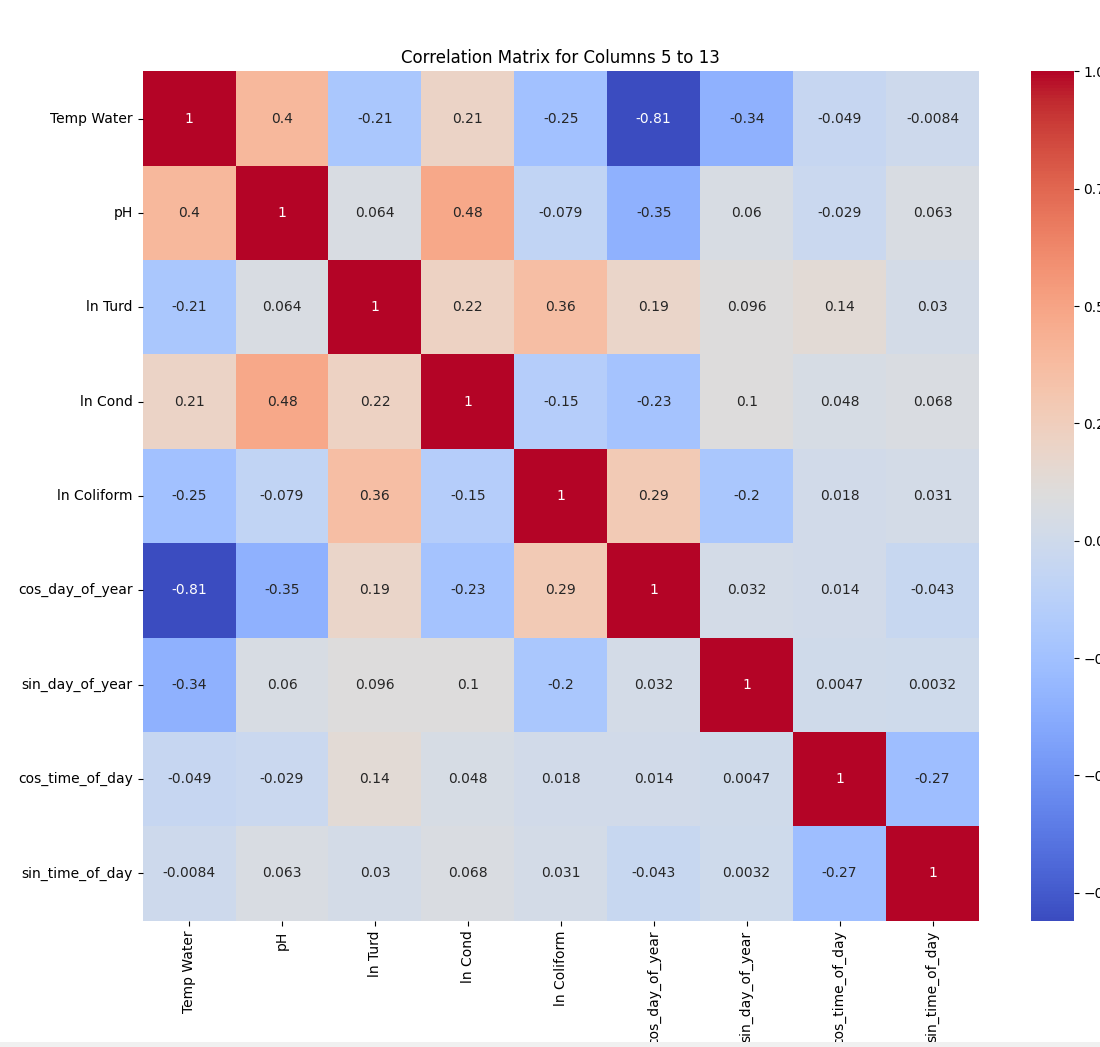 Correlation Matrix for Columns 5 to 13
Temp Water 1 0.4 -0.21 0.21 -0.25 -0.81 -0.34 -0.049 -0.0084
pH 0.4 1 0.064 0.48 -0.079 -0.35 0.06 -0.029 0.063
ln Turd -0.21 0.064 1 0.22 0.36 0.19 0.096 0.14 0.03
ln Cond 0.21 0.48 0.22 1 -0.15 -0.23 0.1 0.048 0.068
ln Coliform -0.25 -0.079 0.36 -0.15 1 0.29 -0.2 0.018 0.031
cos_day_of_year -0.81 -0.35 0.19 -0.23 0.29 1 0.032 0.014 -0.043
sin_day_of_year -0.34 0.06 0.096 0.1 -0.2 0.032 1 0.0047 0.0032
cos_time_of_day -0.049 -0.029 0.14 0.048 0.018 0.014 0.0047 1 -0.27
sin_time_of_day -0.0084 0.063 0.03 0.068 0.031 -0.043 0.0032 -0.27 1
Temp Water
pH
ln Turd
ln Cond
ln Coliform
cos_day_of_year
sin_day_of_year
cos_time_of_day
sin_time_of_day